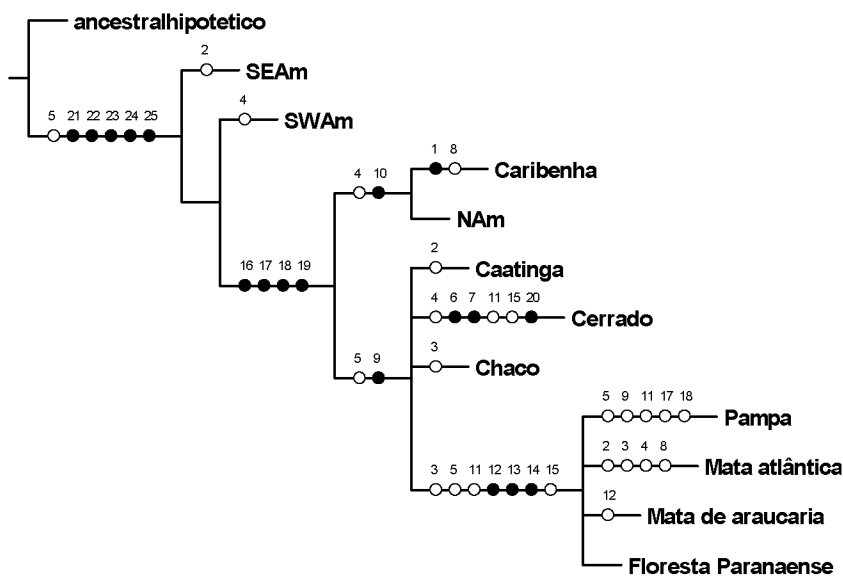 ancestralhipotetico
2
SEAm
5 21 22 23 24 25
4
SWAm
1 8
Caribenha
4 10
NAm
2
Caatinga
16 17 18 19
4 6 7 11 15 20
Cerrado
3
Chaco
5 9
5 9 11 17 18
Pampa
2 3 4 8
Mata atlântica
3 5 11 12 13 14 15
12
Mata de araucaria
Floresta Paranaense